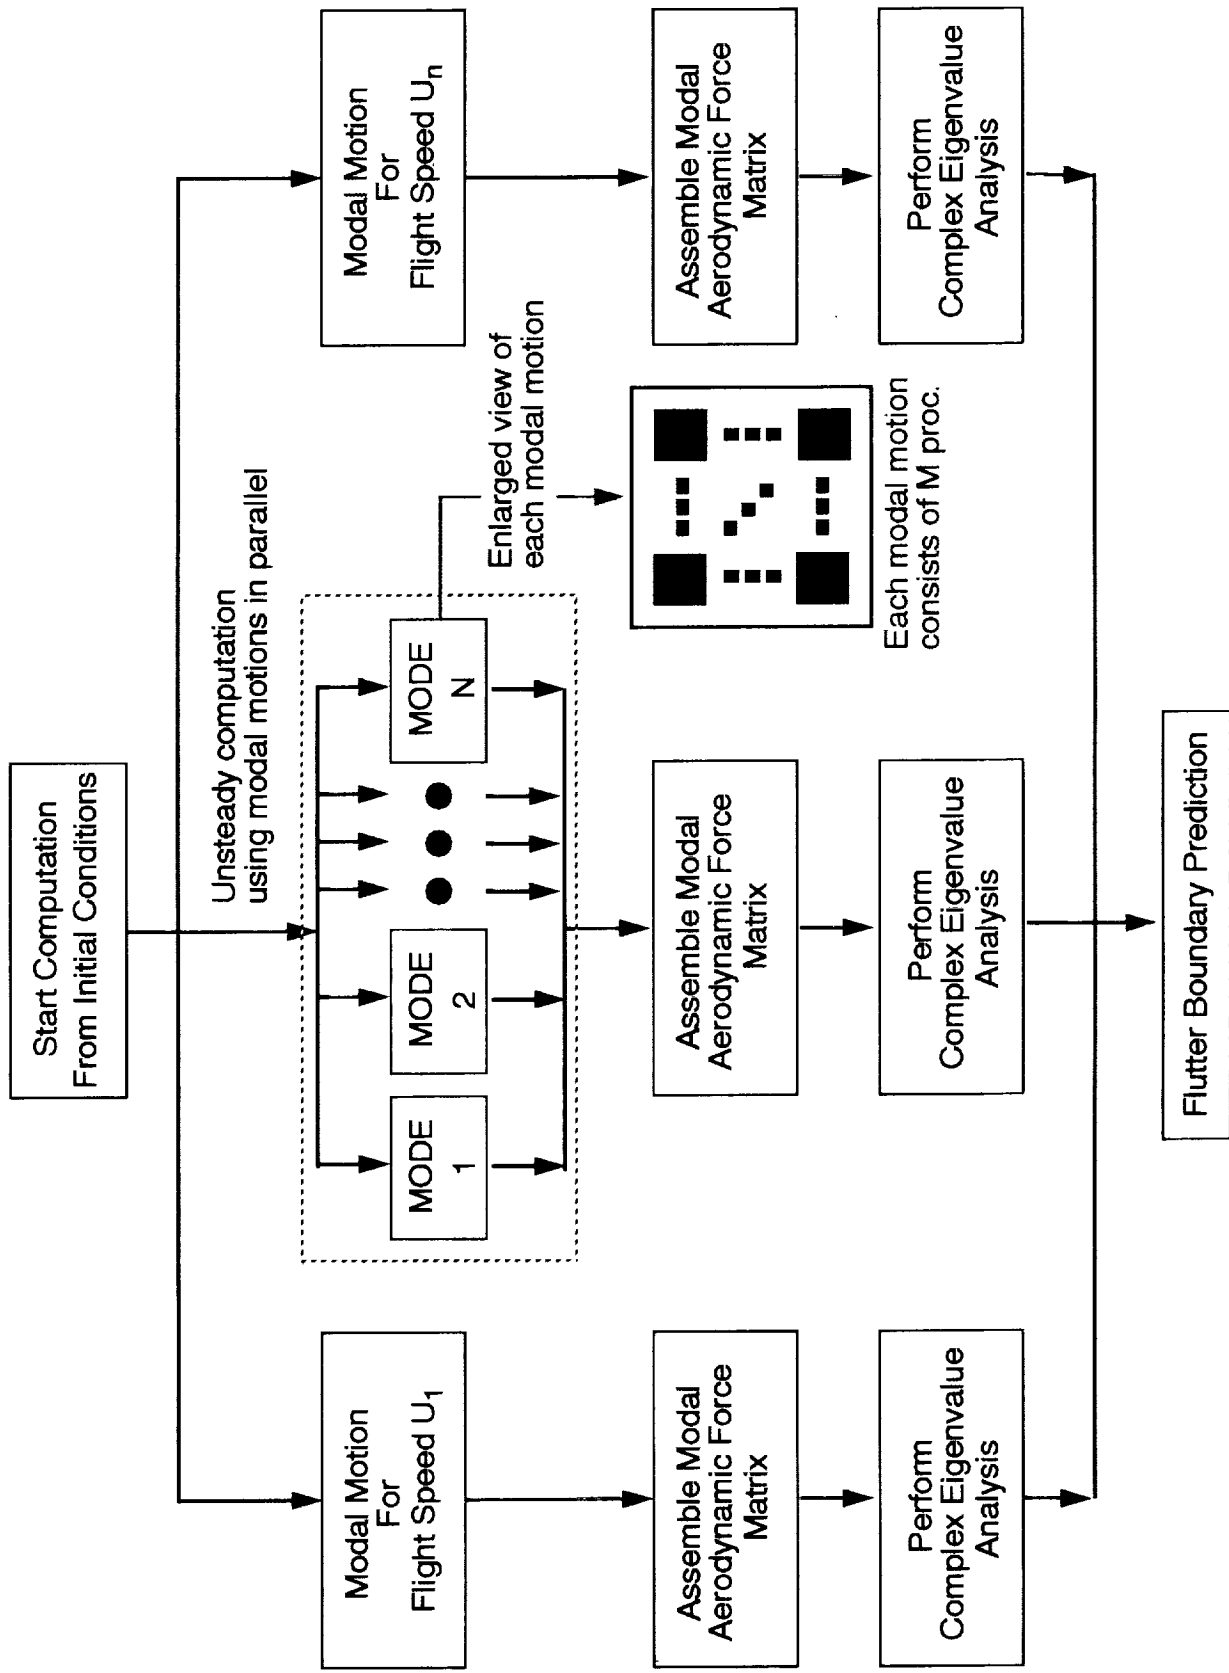 Start Computation
From Initial Conditions
Unsteady computation
using modal motions in parallel
Modal Motion
For
Flight Speed U1
MODE
1
MODE
2
MODE
N
Modal Motion
For
Flight Speed Un
Enlarged view of
each modal motion
Each modal motion
consists of M proc.
Assemble Modal
Aerodynamic Force
Matrix
Assemble Modal
Aerodynamic Force
Matrix
Assemble Modal
Aerodynamic Force
Matrix
Perform
Complex Eigenvalue
Analysis
Perform
Complex Eigenvalue
Analysis
Perform
Complex Eigenvalue
Analysis
Flutter Boundary Prediction